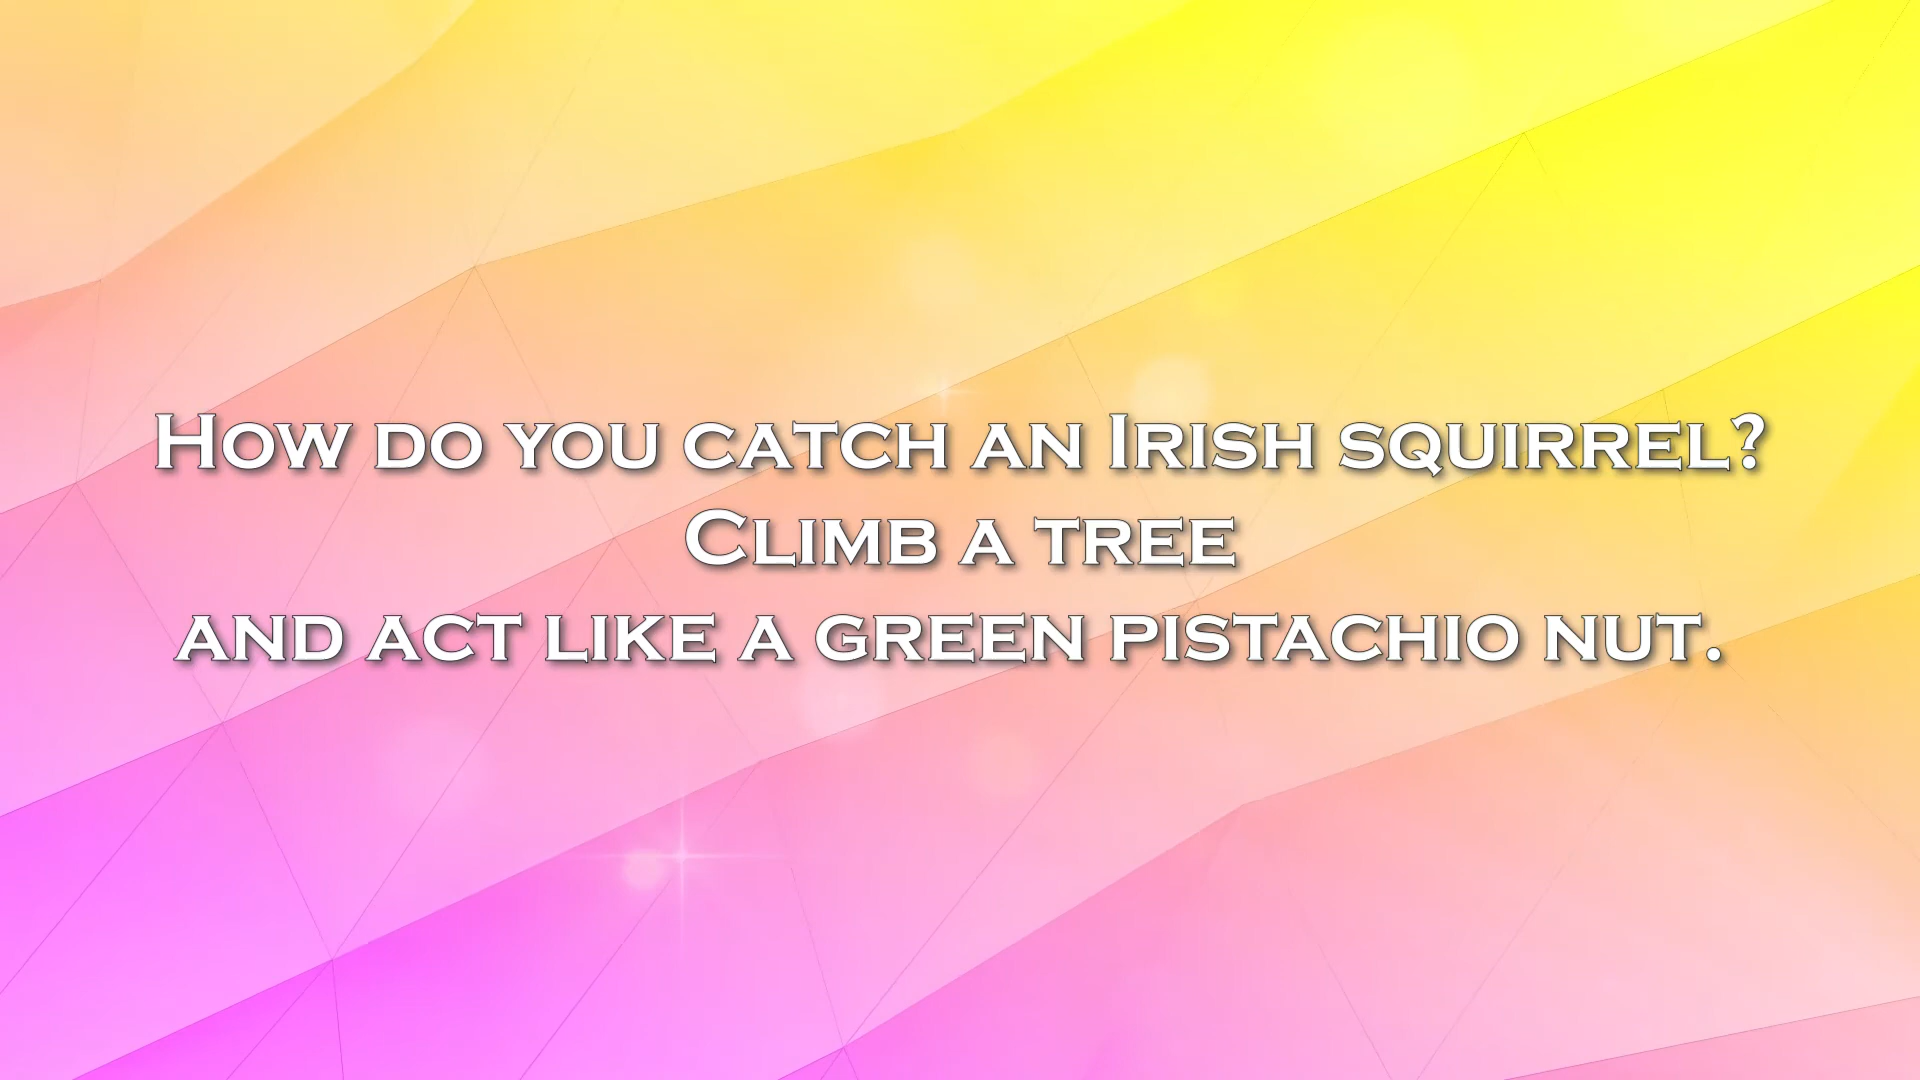 How do you catch an Irish squirrel?
Climb a tree
and act like a green pistachio nut.